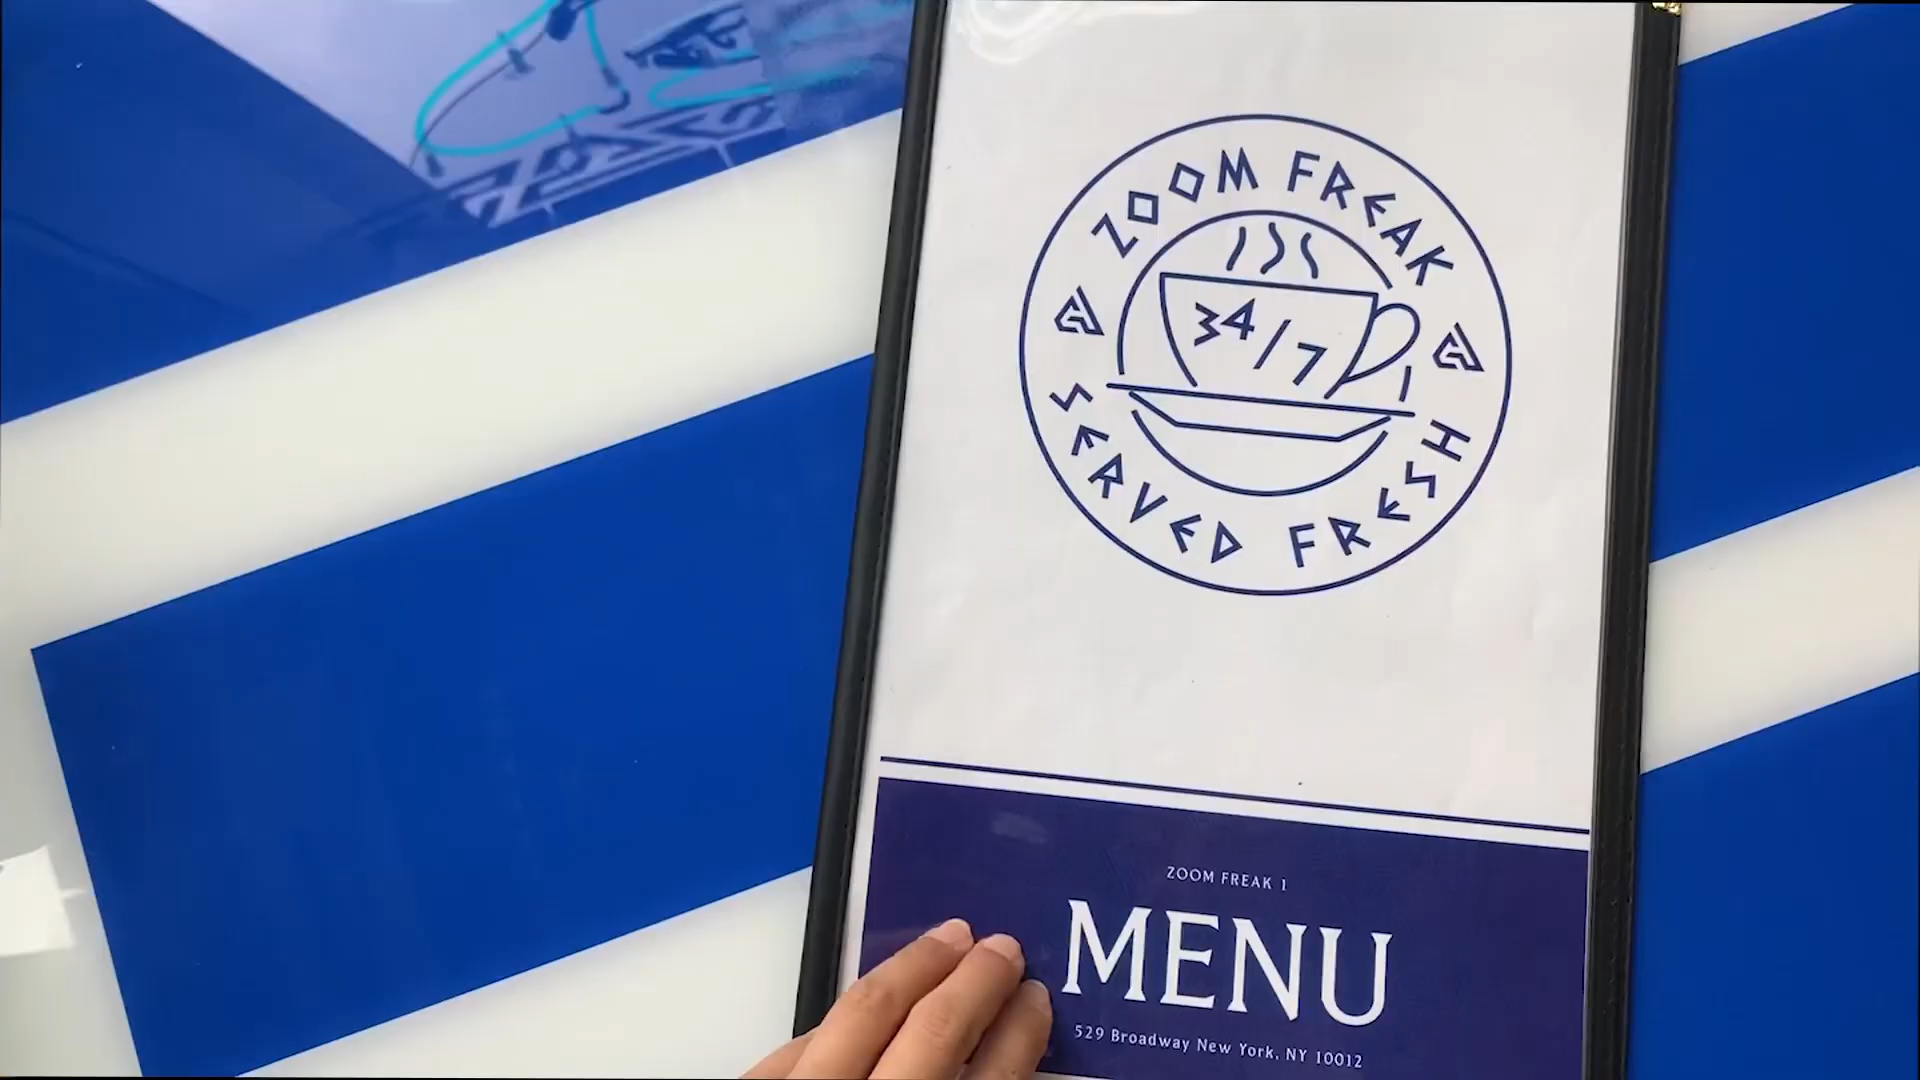 ZOOM FREAK
34/7
SERVED FRESH
ZOOM FREAK 1
MENU
529 Broadway New York, NY 10012